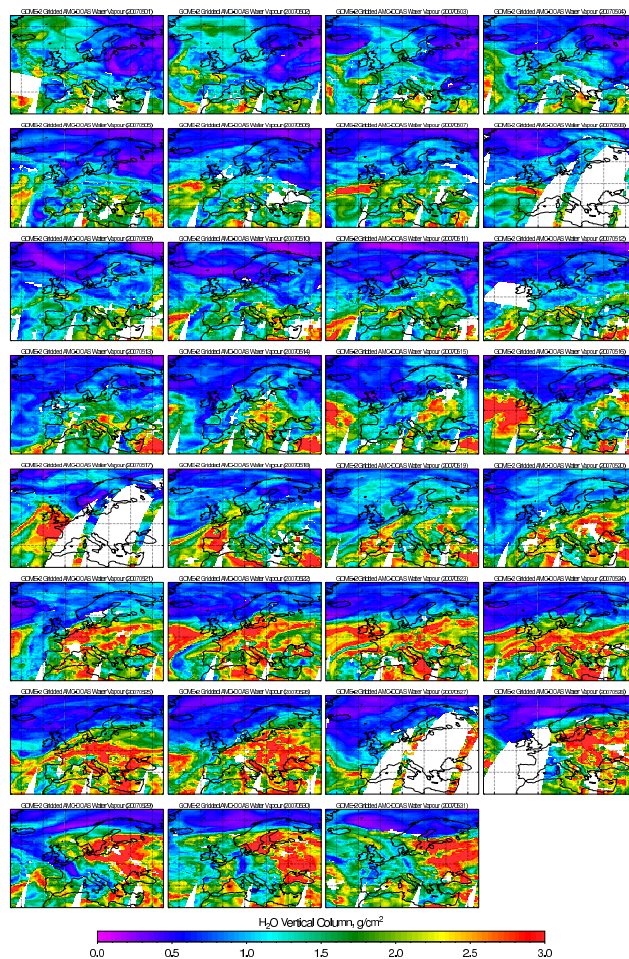 GOME-2 Gridded AMC-DOAS Water Vapour (20070501)
GOME-2 Gridded AMC-DOAS Water Vapour (20070502)
GOME-2 Gridded AMC-DOAS Water Vapour (20070503)
GOME-2 Gridded AMC-DOAS Water Vapour (20070504)
GOME-2 Gridded AMC-DOAS Water Vapour (20070505)
GOME-2 Gridded AMC-DOAS Water Vapour (20070506)
GOME-2 Gridded AMC-DOAS Water Vapour (20070507)
GOME-2 Gridded AMC-DOAS Water Vapour (20070508)
GOME-2 Gridded AMC-DOAS Water Vapour (20070509)
GOME-2 Gridded AMC-DOAS Water Vapour (20070510)
GOME-2 Gridded AMC-DOAS Water Vapour (20070511)
GOME-2 Gridded AMC-DOAS Water Vapour (20070512)
GOME-2 Gridded AMC-DOAS Water Vapour (20070513)
GOME-2 Gridded AMC-DOAS Water Vapour (20070514)
GOME-2 Gridded AMC-DOAS Water Vapour (20070515)
GOME-2 Gridded AMC-DOAS Water Vapour (20070516)
GOME-2 Gridded AMC-DOAS Water Vapour (20070517)
GOME-2 Gridded AMC-DOAS Water Vapour (20070518)
GOME-2 Gridded AMC-DOAS Water Vapour (20070519)
GOME-2 Gridded AMC-DOAS Water Vapour (20070520)
GOME-2 Gridded AMC-DOAS Water Vapour (20070521)
GOME-2 Gridded AMC-DOAS Water Vapour (20070522)
GOME-2 Gridded AMC-DOAS Water Vapour (20070523)
GOME-2 Gridded AMC-DOAS Water Vapour (20070524)
GOME-2 Gridded AMC-DOAS Water Vapour (20070525)
GOME-2 Gridded AMC-DOAS Water Vapour (20070526)
GOME-2 Gridded AMC-DOAS Water Vapour (20070527)
GOME-2 Gridded AMC-DOAS Water Vapour (20070528)
GOME-2 Gridded AMC-DOAS Water Vapour (20070529)
GOME-2 Gridded AMC-DOAS Water Vapour (20070530)
GOME-2 Gridded AMC-DOAS Water Vapour (20070531)
H₂O Vertical Column, g/cm²
0.0 0.5 1.0 1.5 2.0 2.5 3.0